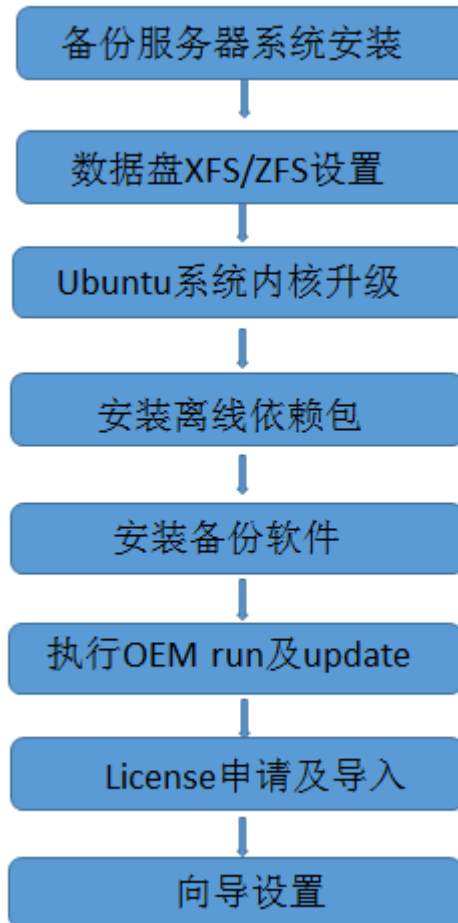 备份服务器系统安装
数据盘XFS/ZFS设置
Ubuntu系统内核升级
安装离线依赖包
安装备份软件
执行OEM run及update
License申请及导入
向导设置